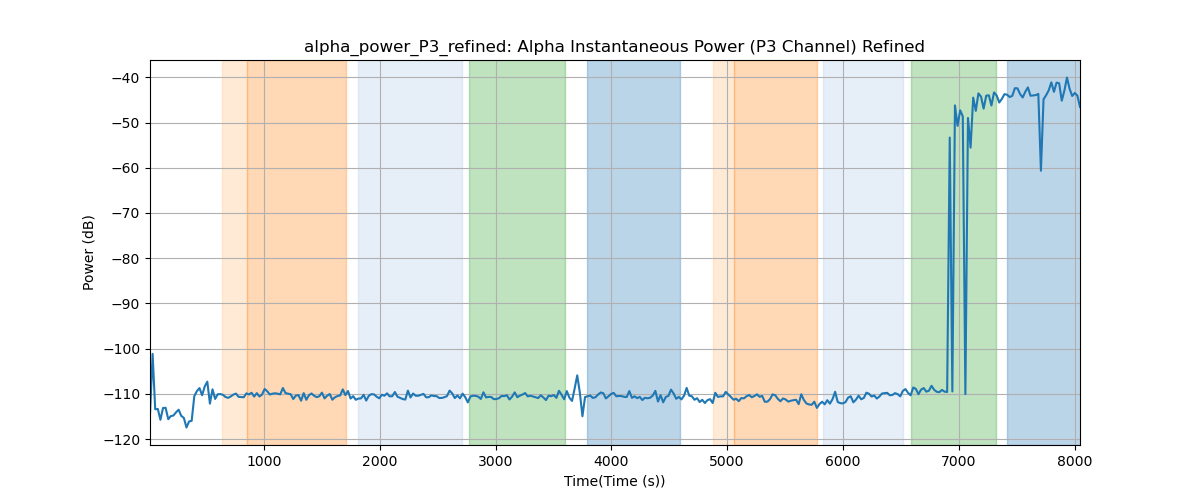 alpha_power_P3_refined: Alpha Instantaneous Power (P3 Channel) Refined
Power (dB)
−40
−50
−60
−70
−80
−90
−100
−110
−120
1000 2000 3000 4000 5000 6000 7000 8000
Time(Time (s))